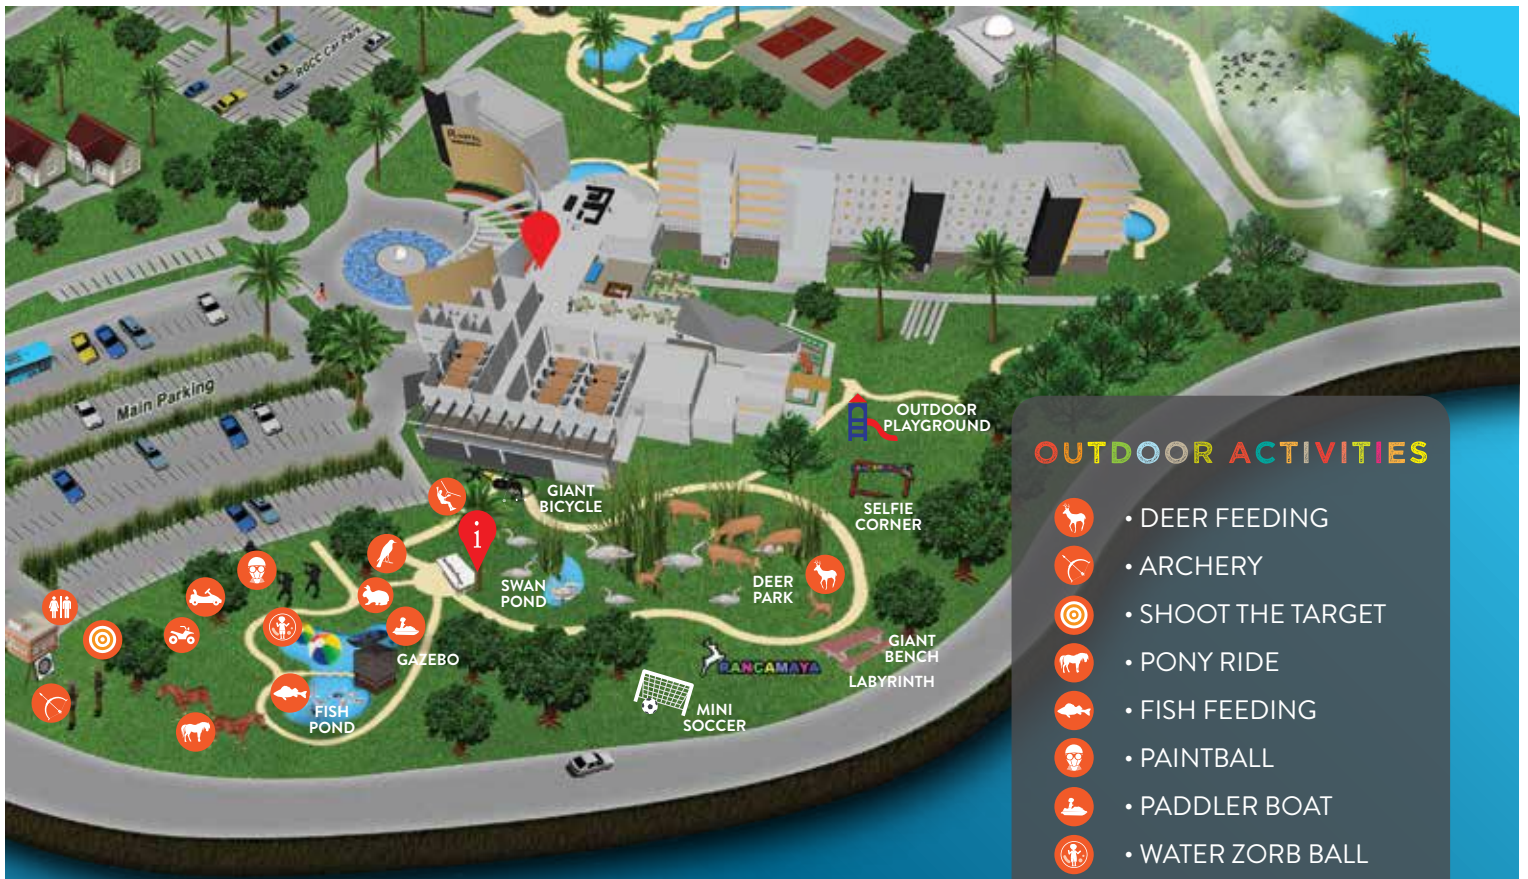 RGCC Car Park
Main Parking
OUTDOOR
PLAYGROUND
GIANT
BICYCLE
SELFIE
CORNER
i
SWAN
POND
DEER
PARK
GAZEBO
GIANT
BENCH
RANCAMAYA
LABYRINTH
FISH
POND
MINI
SOCCER
OUTDOOR ACTIVITIES
• DEER FEEDING
• ARCHERY
• SHOOT THE TARGET
• PONY RIDE
• FISH FEEDING
• PAINTBALL
• PADDLER BOAT
• WATER ZORB BALL